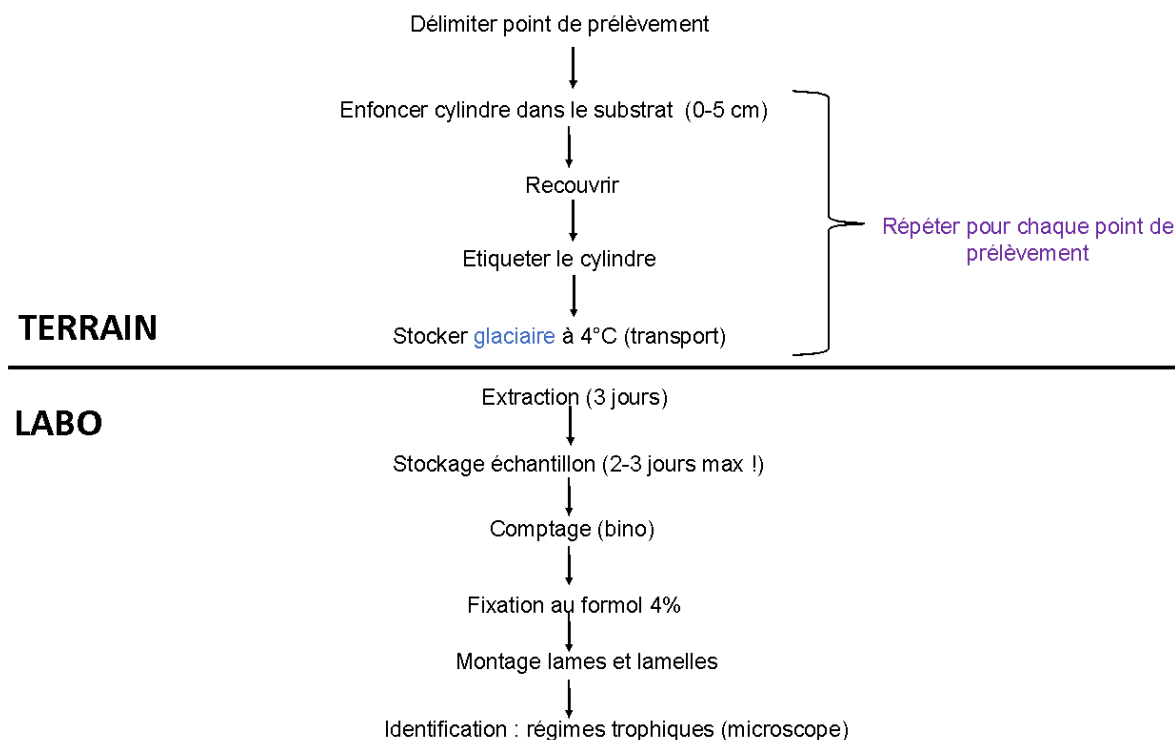 Délimiter point de prélèvement
Enfoncer cylindre dans le substrat (0-5 cm)
Recouvrir
Répéter pour chaque point de
prélèvement
Etiqueter le cylindre
TERRAIN
Stocker glaciaire à 4°C (transport)
LABO
Extraction (3 jours)
Stockage échantillon (2-3 jours max !)
Comptage (bino)
Fixation au formol 4%
Montage lames et lamelles
Identification : régimes trophiques (microscope)